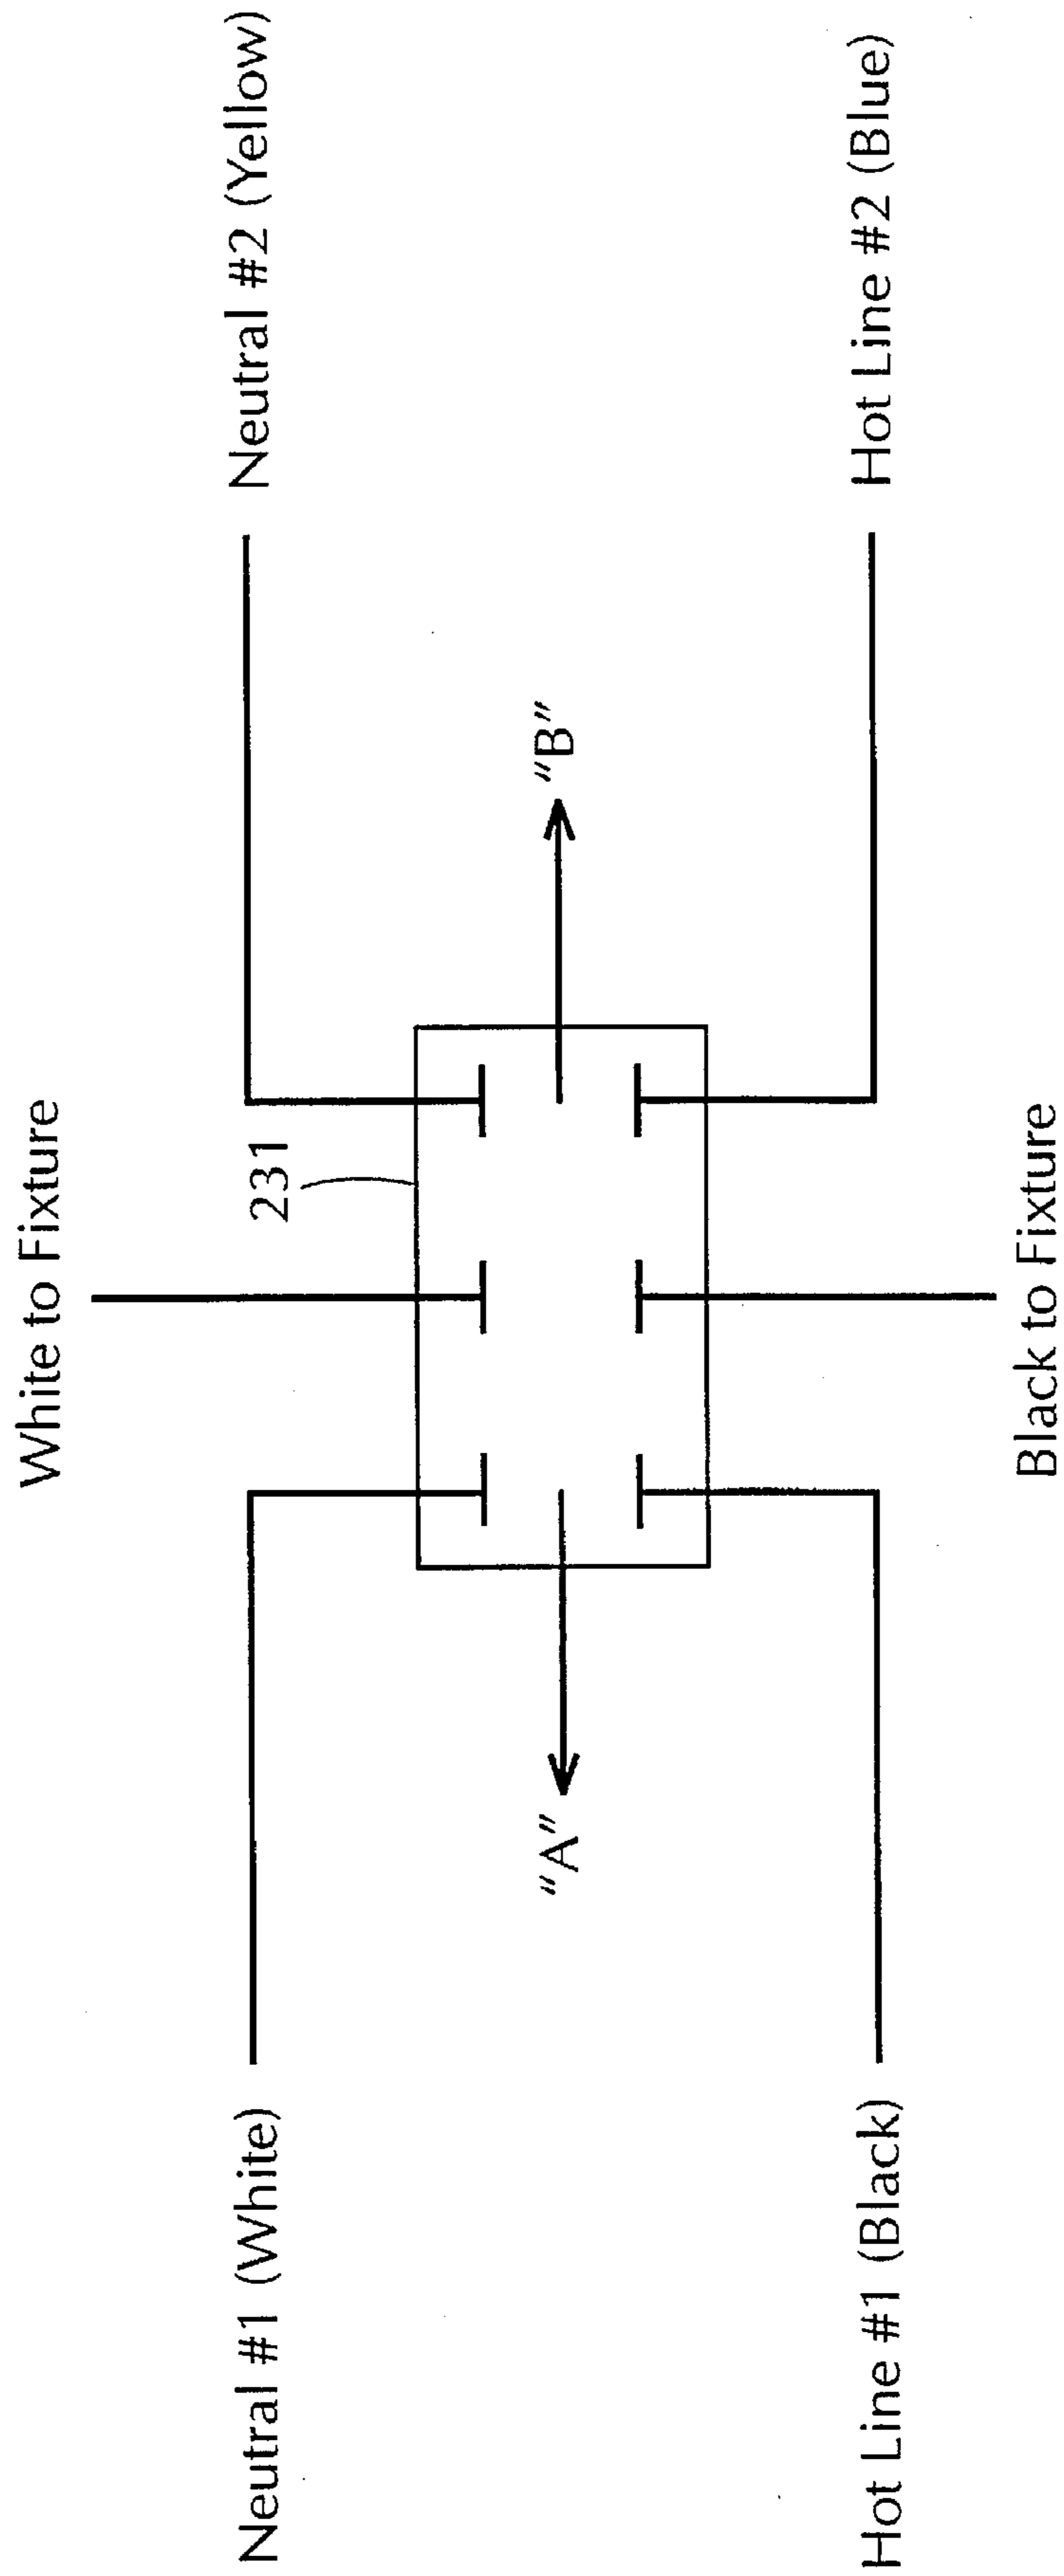 White to Fixture
Neutral #1 (White)
231
Neutral #2 (Yellow)
"A"
"B"
Hot Line #1 (Black)
Hot Line #2 (Blue)
Black to Fixture